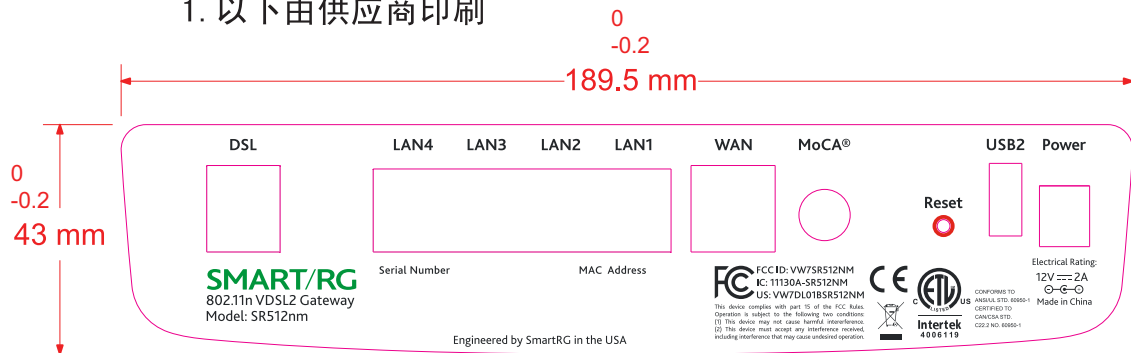 1. 以下由供应商印刷
0
-0.2
189.5 mm
0
-0.2
43 mm
DSL
LAN4 LAN3 LAN2 LAN1
WAN
MoCA®
USB2 Power
Reset
SMART/RG
802.11n VDSL2 Gateway
Model: SR512nm
Serial Number
MAC Address
Engineered by SmartRG in the USA
FC
FCC ID: VW7SR512NM
IC: 11130A-SR512NM
US: VW7DL01BSR512NM
This device complies with part 15 of the FCC Rules.
Operation is subject to the following two conditions:
(1) This device may not cause harmful intereference.
(2) This device must accept any interference received,
including interference that may cause undesired operation.
CE
C ETL US
LISTED
Intertek
4006119
CONFORMS TO
ANSI/UL STD. 60950-1
CERTIFIED TO
CAN/CSA STD.
C22.2 NO. 60950-1
Electrical Rating:
12V 2A
Made in China